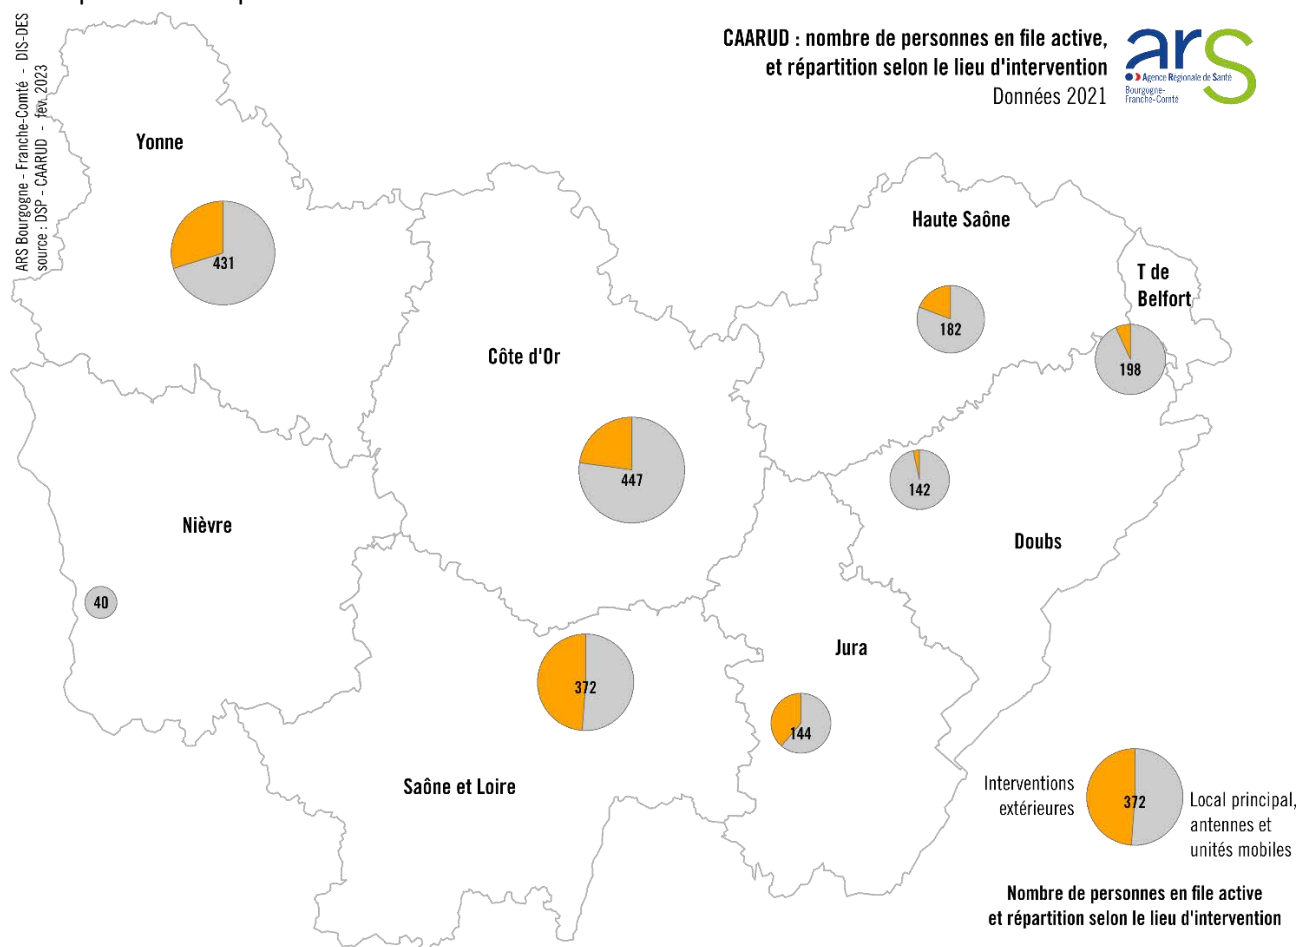 ARS Bourgogne - Franche-Comté - DIS-DES
source : DSP - CAARUD - fev. 2023
CAARUD : nombre de personnes en file active,
et répartition selon le lieu d'intervention
Données 2021
ars
Agence Régionale de Santé
Bourgogne-
Franche-Comté
Yonne
431
Haute Saône
182
T de
Belfort
198
Côte d'Or
447
142
Doubs
Nièvre
40
Jura
144
372
Saône et Loire
Interventions
extérieures
372
Local principal,
antennes et
unités mobiles
Nombre de personnes en file active
et répartition selon le lieu d'intervention